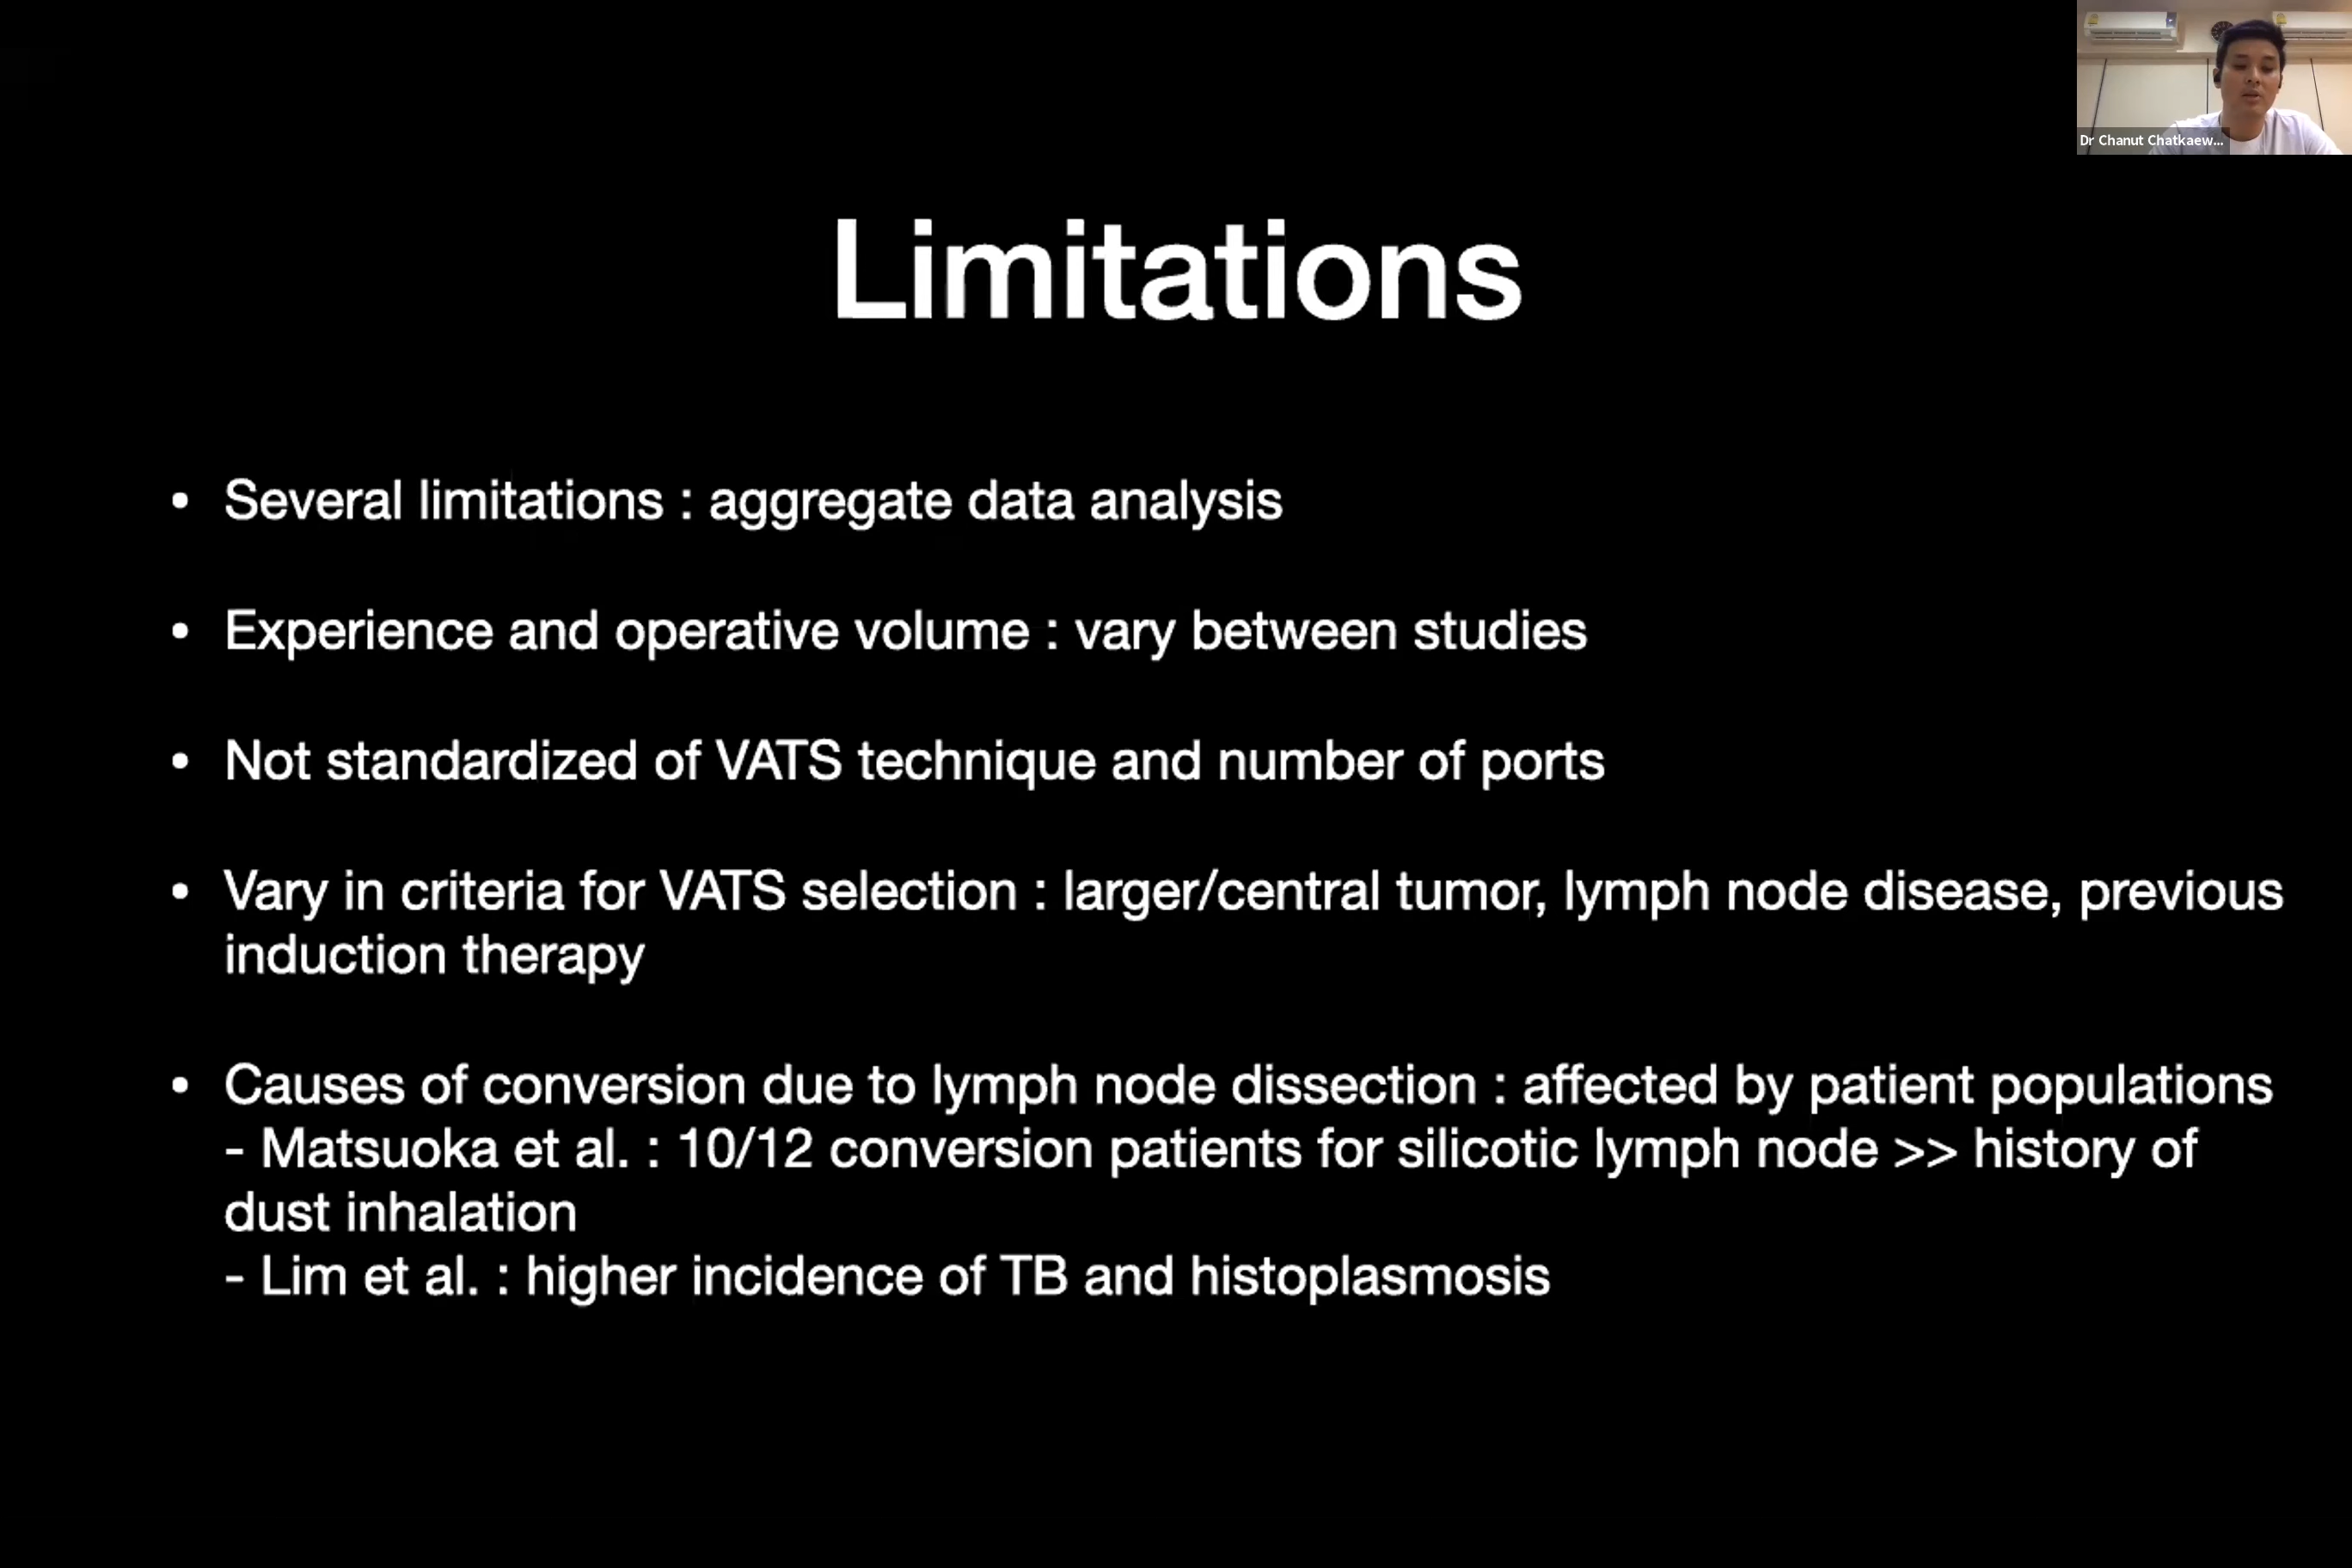 Dr Chanut Chatkaew...
Limitations
• Several limitations : aggregate data analysis
• Experience and operative volume : vary between studies
• Not standardized of VATS technique and number of ports
• Vary in criteria for VATS selection : larger/central tumor, lymph node disease, previous
induction therapy
• Causes of conversion due to lymph node dissection : affected by patient populations
- Matsuoka et al. : 10/12 conversion patients for silicotic lymph node >> history of
dust inhalation
- Lim et al. : higher incidence of TB and histoplasmosis